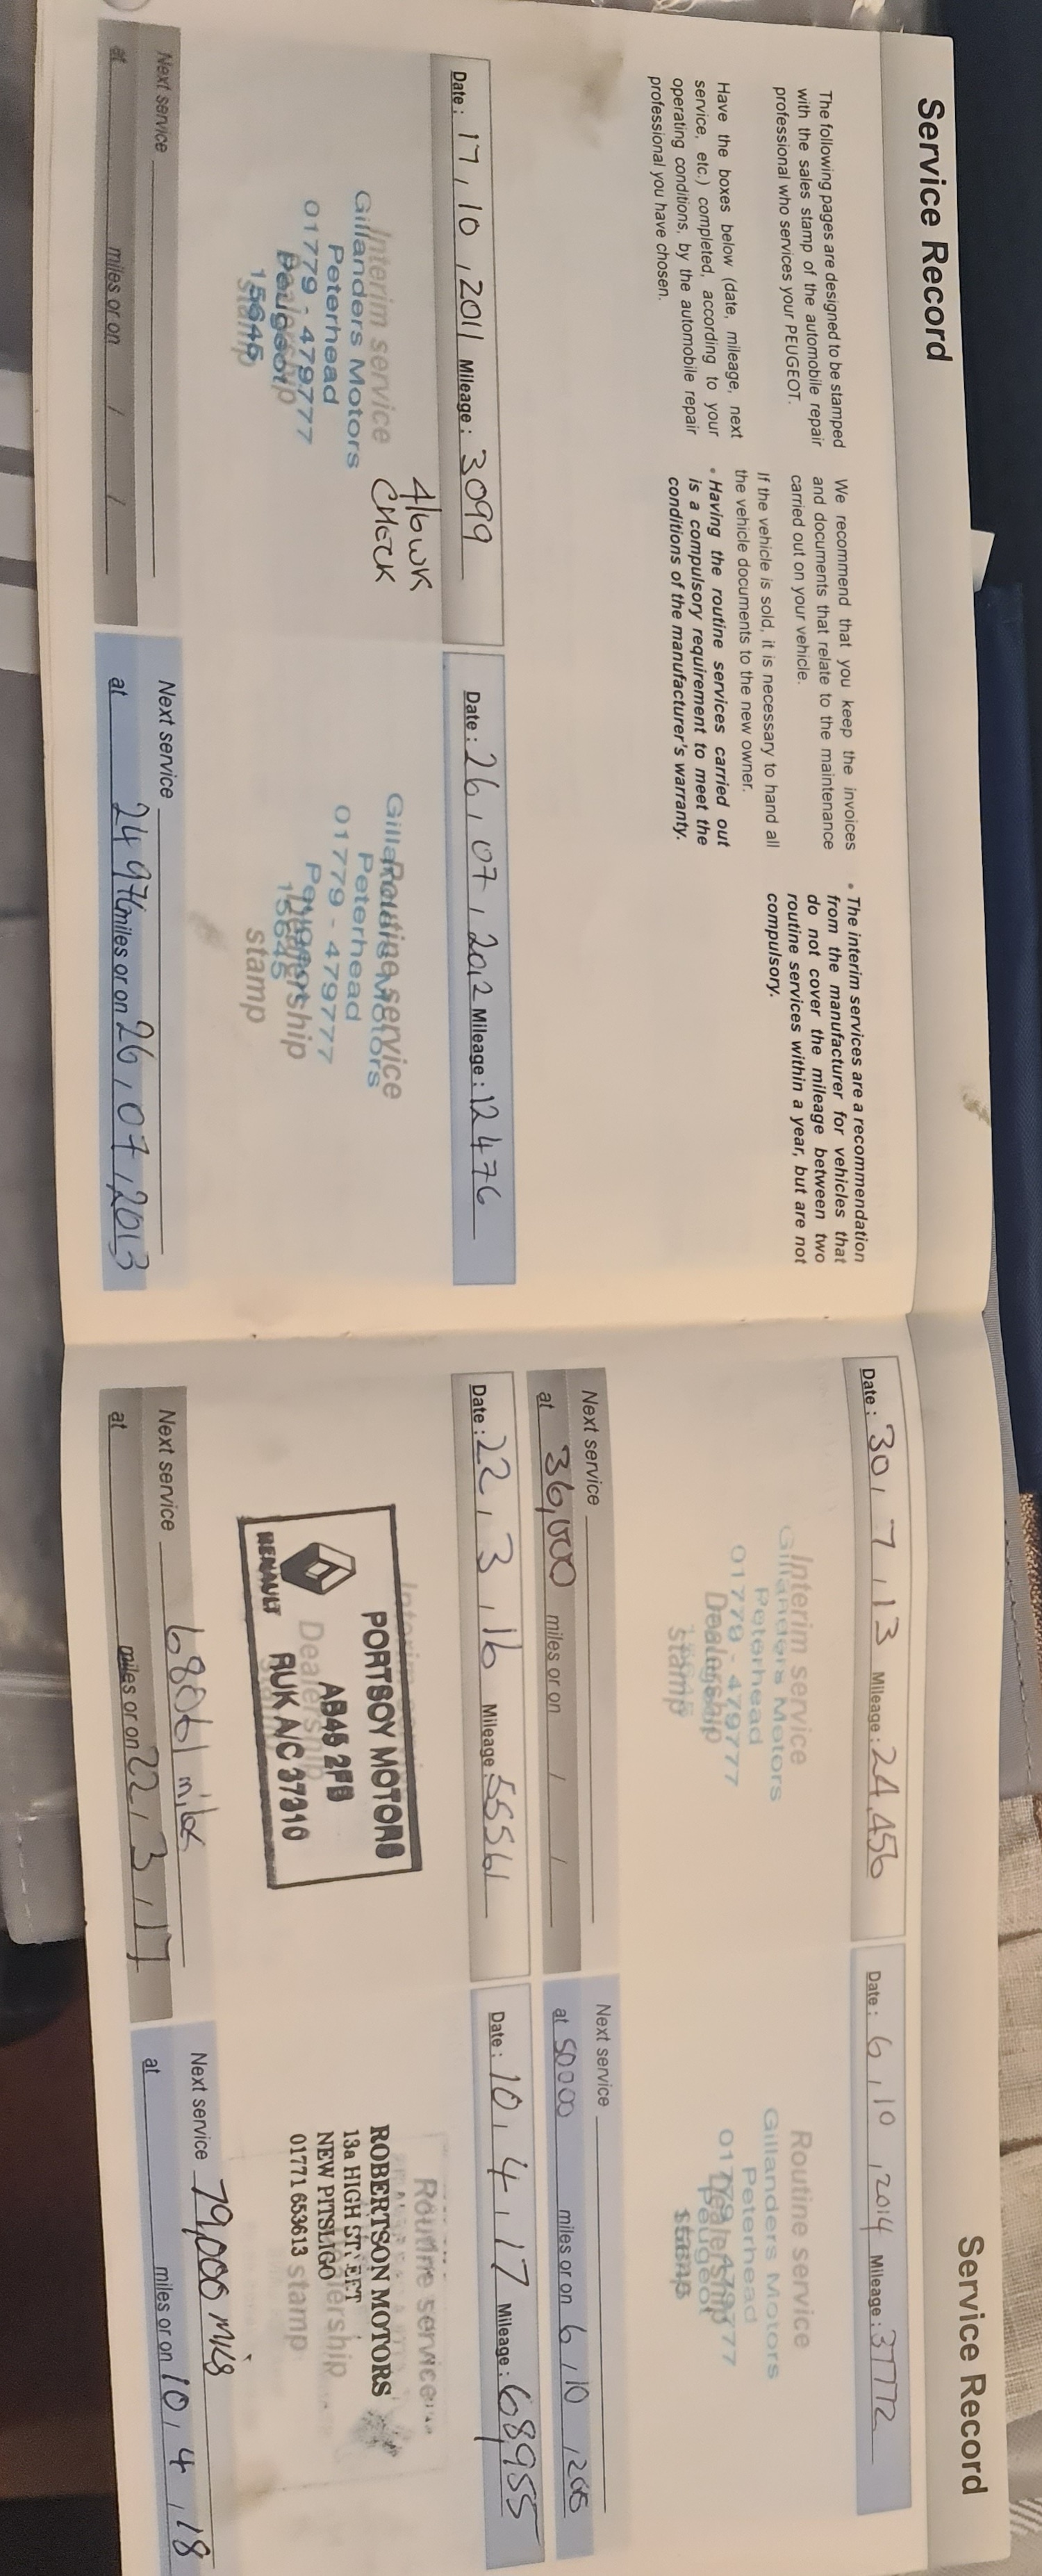 Service Record
The following pages are designed to be stamped
with the sales stamp of the automobile repair
professional who services your PEUGEOT.
Have the boxes below (date, mileage, next
service, etc.) completed, according to your
operating conditions, by the automobile repair
professional you have chosen.
We recommend that you keep the invoices
and documents that relate to the maintenance
carried out on your vehicle.
If the vehicle is sold, it is necessary to hand all
the vehicle documents to the new owner.
• Having the routine services carried out
is a compulsory requirement to meet the
conditions of the manufacturer's warranty.
• The interim services are a recommendation
from the manufacturer for vehicles that
do not cover the mileage between two
routine services within a year, but are not
compulsory.
Date : 17 , 10 , 2011 Mileage : 3099
4/6 WK
CHECK
Interim service
Gillanders Motors
Peterhead
01779 - 479777
Dealership
Peugeot
stamp
15645
Next service
at miles or on / /
Date : 26 , 07 , 2012 Mileage : 12476
Routine service
Gillanders Motors
Peterhead
01779 - 479777
Dealership
Peugeot
15645
stamp
Next service
at 24976 miles or on 26 , 07 , 2013
Service Record
Date : 30 , 7 , 13 Mileage : 24,456
Interim service
Gillanders Motors
Peterhead
01779 - 479777
Dealership
stamp
Next service
at 36,000 miles or on / /
Date : 6 , 10 , 2014 Mileage : 37772
Routine service
Gillanders Motors
Peterhead
01779 479777
Dealership
Peugeot
stamp
15645
Next service
at 50000 miles or on 6 , 10 ,
Date : 22 , 3 , 16 Mileage : 55561
Interim service
PORTSOY MOTORS
AB45 2FB
Dealership
RUK A/C 37310
RENAULT
Next service 68061 miles
at miles or on 22 , 3 , 17
Date : 10 , 4 , 17 Mileage : 68955
Routine service
ROBERTSON MOTORS
13a HIGH STREET
NEW PITSLIGO
Dealership
01771 653613
stamp
Next service 79,000 Miles
at miles or on 10 , 4 , 18